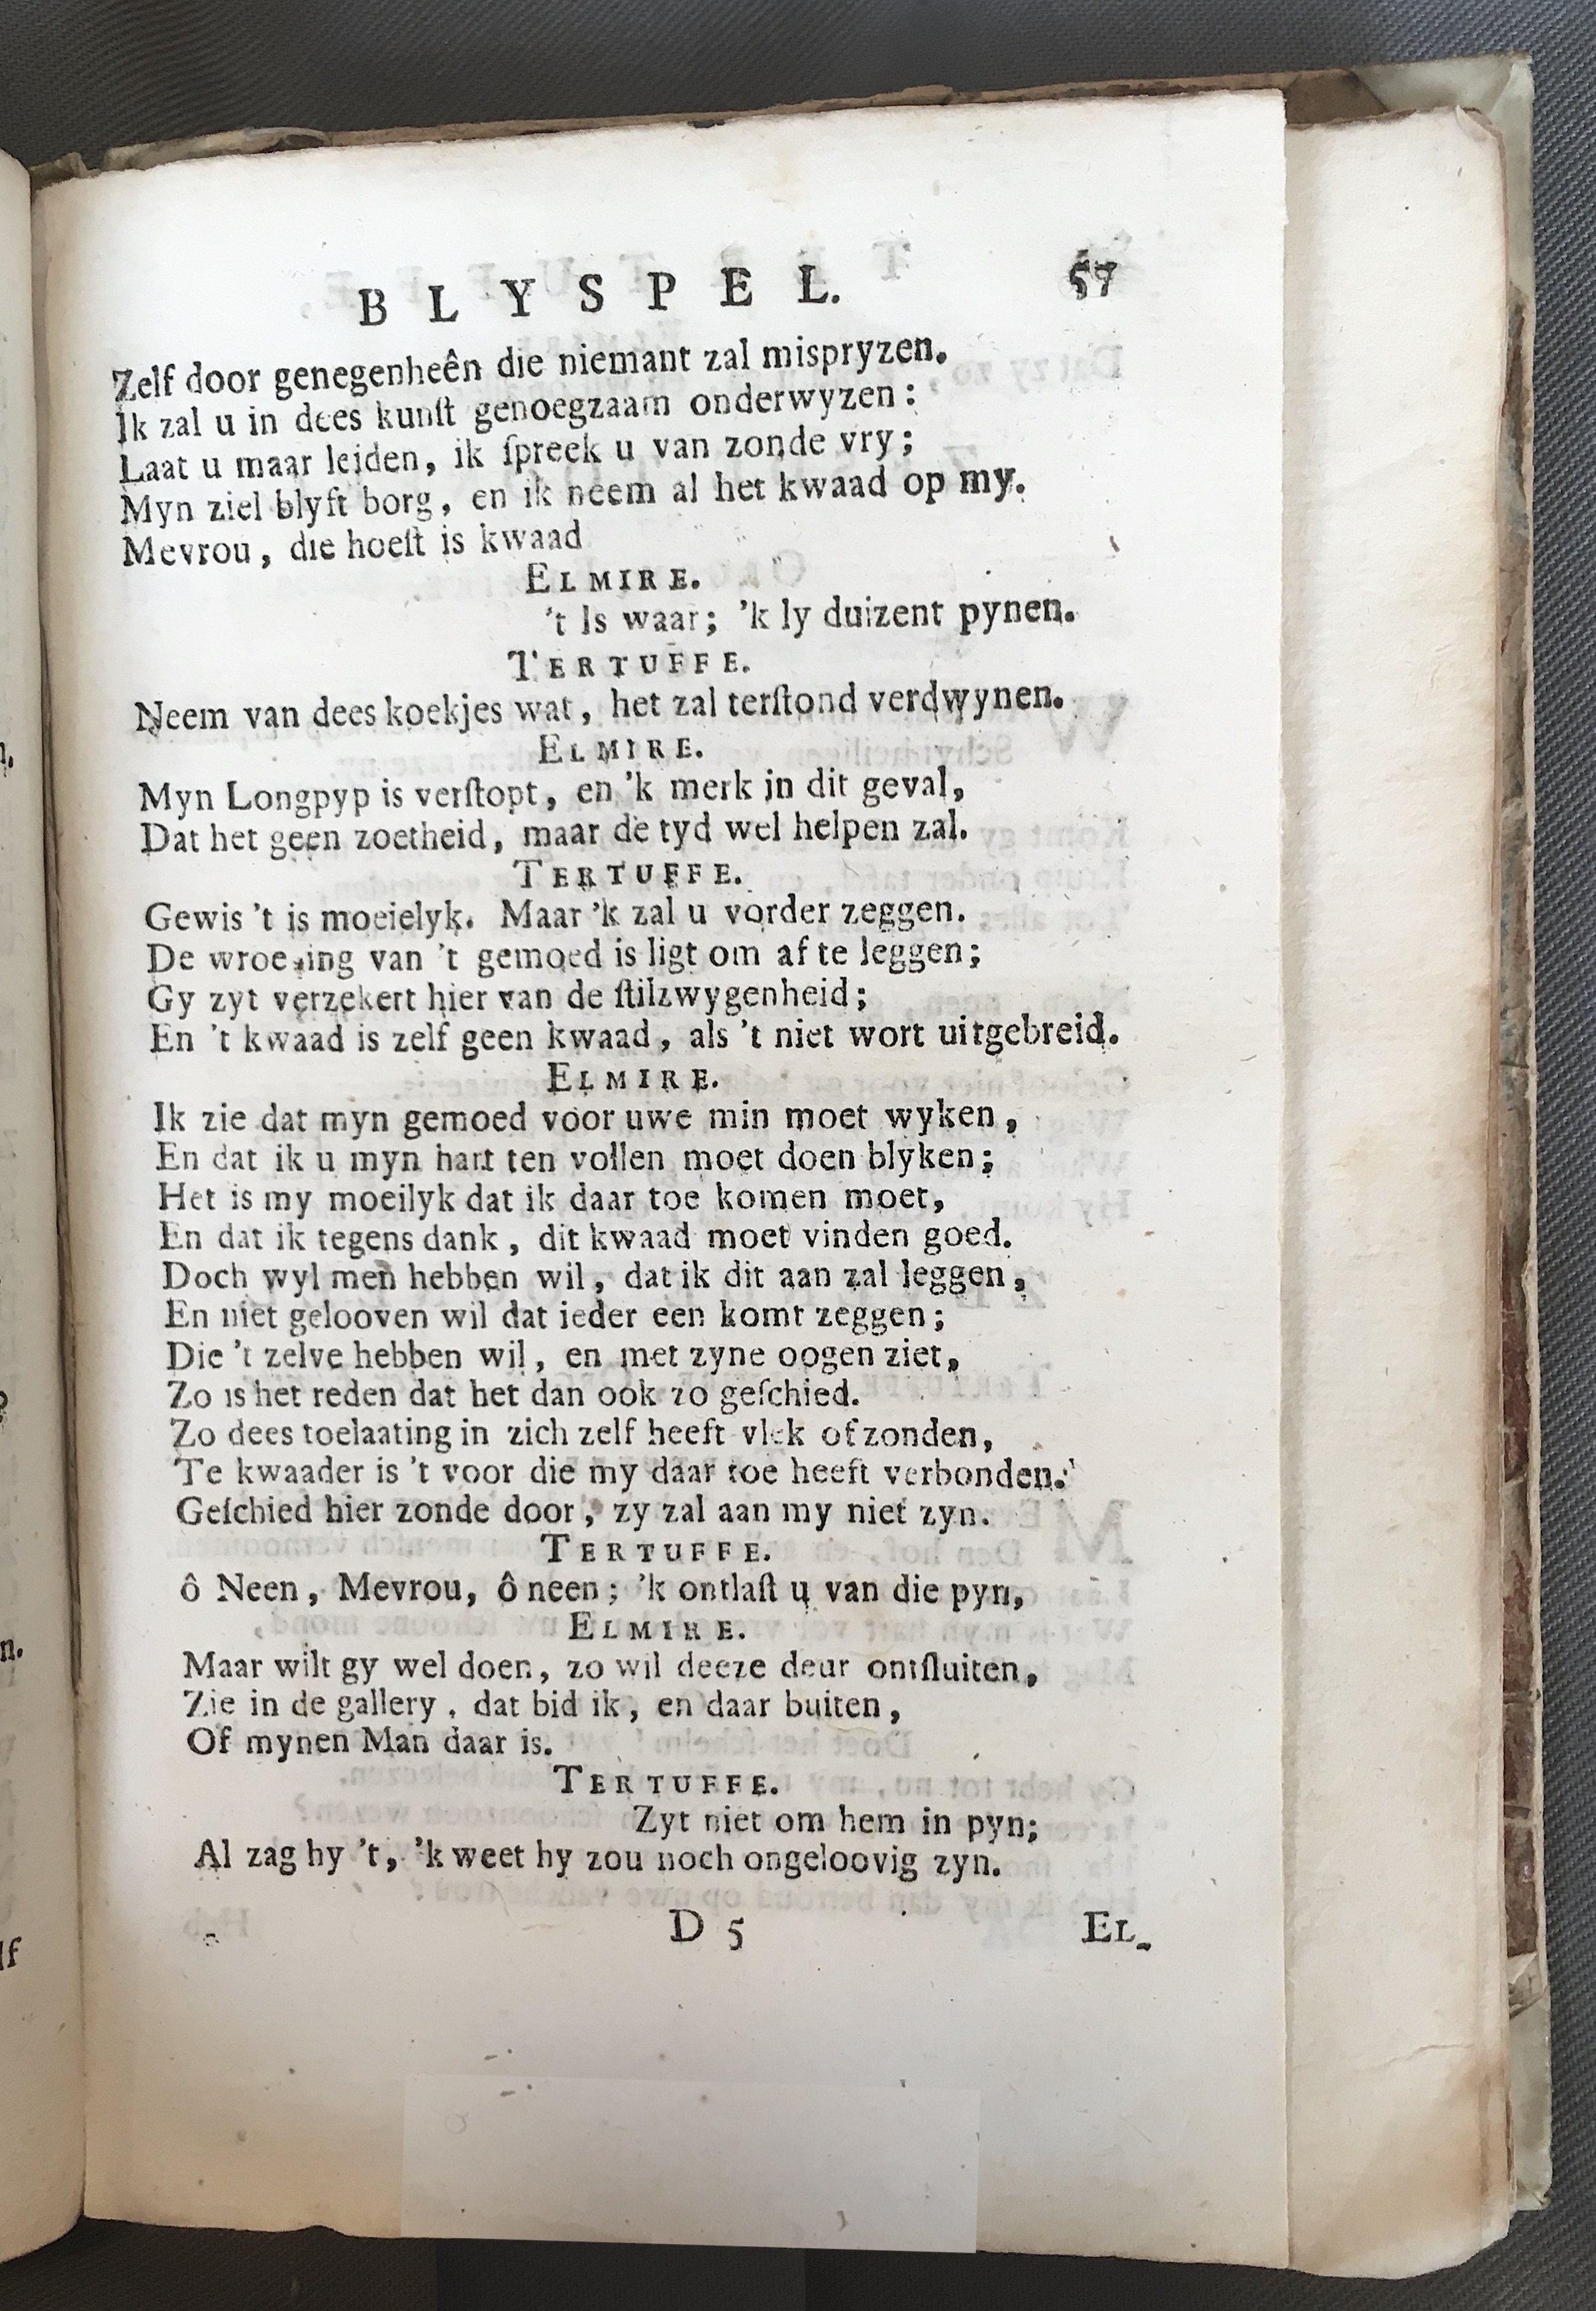 BLYSPEL. 57
Zelf door genegenheên die niemant zal mispryzen.
Ik zal u in dees kunſt genoegzaam onderwyzen:
Laat u maar leiden, ik ſpreek u van zonde vry;
Myn ziel blyft borg, en ik neem al het kwaad op my.
Mevrou, die hoeſt is kwaad
ELMIRE.
't Is waar; 'k ly duizent pynen.
TERTUFFE.
Neem van dees koekjes wat, het zal terſtond verdwynen.
ELMIRE.
Myn Longpyp is verſtopt, en 'k merk in dit geval,
Dat het geen zoetheid, maar de tyd wel helpen zal.
TERTUFFE.
Gewis 't is moeielyk. Maar 'k zal u vorder zeggen.
De wroeging van 't gemoed is ligt om af te leggen;
Gy zyt verzekert hier van de ſtilzwygenheid;
En 't kwaad is zelf geen kwaad, als 't niet wort uitgebreid.
ELMIRE.
Ik zie dat myn gemoed voor uwe min moet wyken,
En dat ik u myn hart ten vollen moet doen blyken;
Het is my moeilyk dat ik daar toe komen moet,
En dat ik tegens dank, dit kwaad moet vinden goed.
Doch wyl men hebben wil, dat ik dit aan zal leggen,
En niet gelooven wil dat ieder een komt zeggen;
Die 't zelve hebben wil, en met zyne oogen ziet,
Zo is het reden dat het dan ook zo geſchied.
Zo dees toelaating in zich zelf heeft vlek of zonden,
Te kwaader is 't voor die my daar toe heeft verbonden.
Geſchied hier zonde door, zy zal aan my niet zyn.
TERTUFFE.
ô Neen, Mevrou, ô neen; 'k ontlaſt u van die pyn,
ELMIRE.
Maar wilt gy wel doen, zo wil deeze deur ontſluiten,
Zie in de gallery, dat bid ik, en daar buiten,
Of mynen Man daar is.
TERTUFFE.
Zyt niet om hem in pyn;
Al zag hy 't, 'k weet hy zou noch ongeloovig zyn.
D 5 EL-